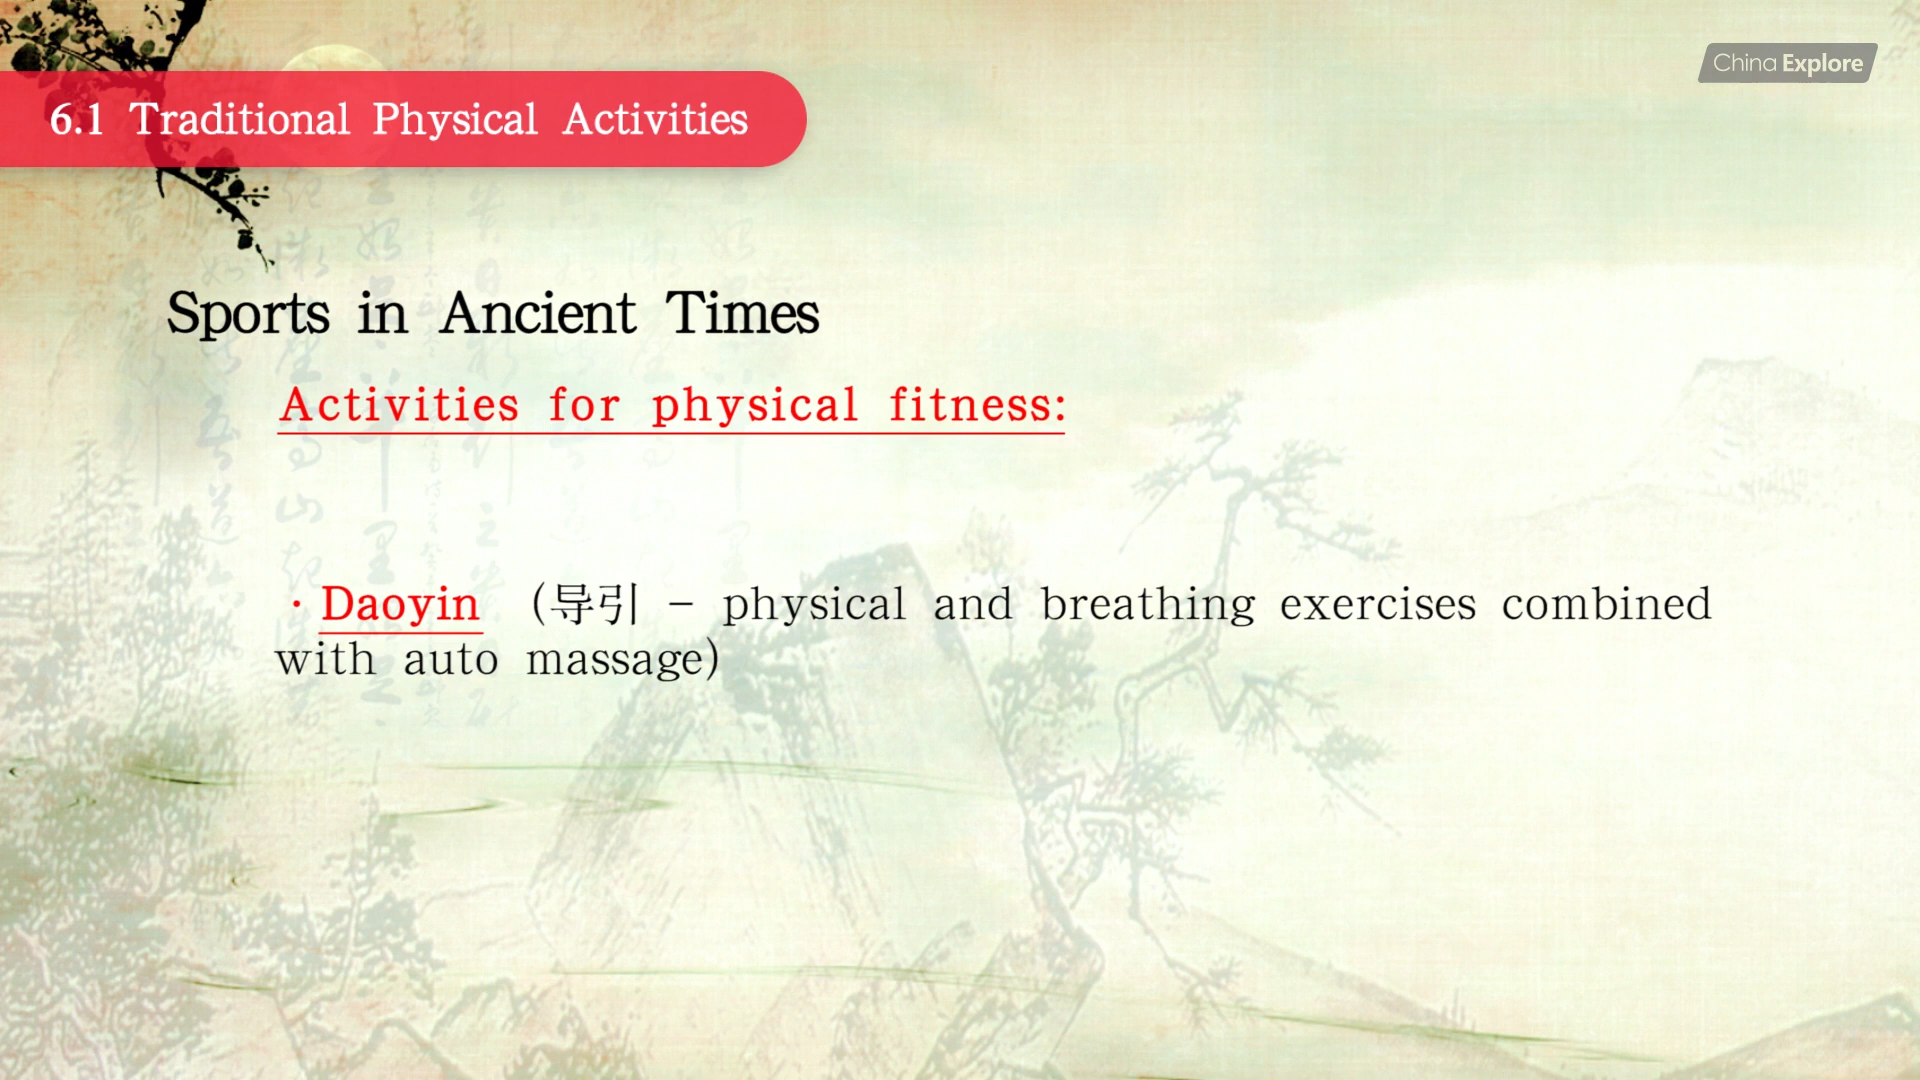 China Explore
6.1 Traditional Physical Activities
Sports in Ancient Times
Activities for physical fitness:
· Daoyin (导引 – physical and breathing exercises combined
with auto massage)